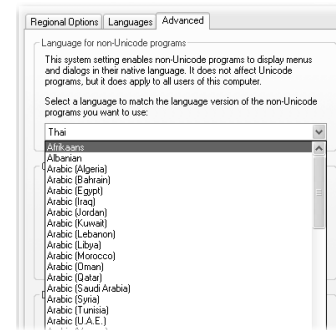 Regional Options Languages Advanced
Language for non-Unicode programs
This system setting enables non-Unicode programs to display menus
and dialogs in their native language. It does not affect Unicode
programs, but it does apply to all users of this computer.
Select a language to match the language version of the non-Unicode
programs you want to use:
Thai
Afrikaans
Albanian
Arabic (Algeria)
Arabic (Bahrain)
Arabic (Egypt)
Arabic (Iraq)
Arabic (Jordan)
Arabic (Kuwait)
Arabic (Lebanon)
Arabic (Libya)
Arabic (Morocco)
Arabic (Oman)
Arabic (Qatar)
Arabic (Saudi Arabia)
Arabic (Syria)
Arabic (Tunisia)
Arabic (U.A.E.)